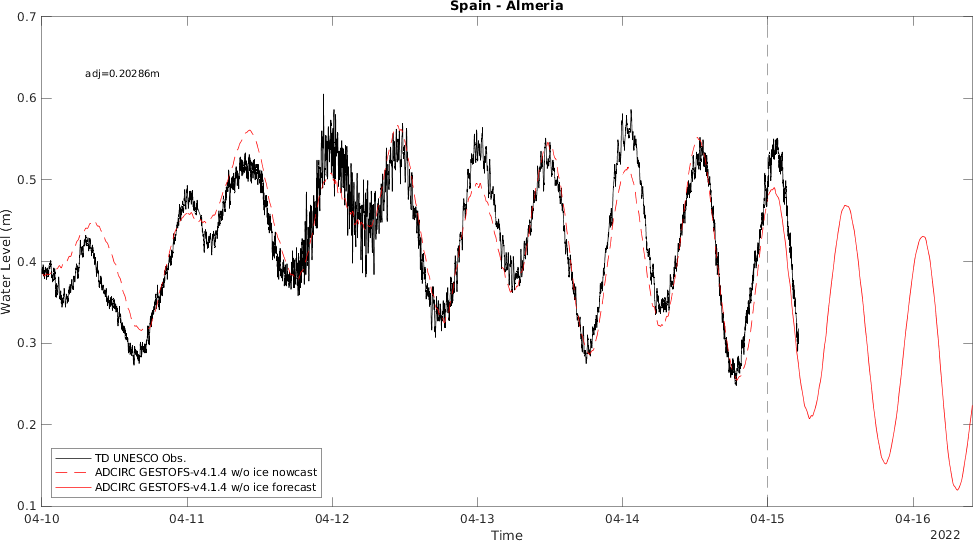 Spain - Almeria
0.7
adj=0.20286m
0.6
0.5
0.4
0.3
0.2
0.1
Water Level (m)
TD UNESCO Obs.
ADCIRC GESTOFS-v4.1.4 w/o ice nowcast
ADCIRC GESTOFS-v4.1.4 w/o ice forecast
04-10 04-11 04-12 04-13 04-14 04-15 04-16
Time
2022